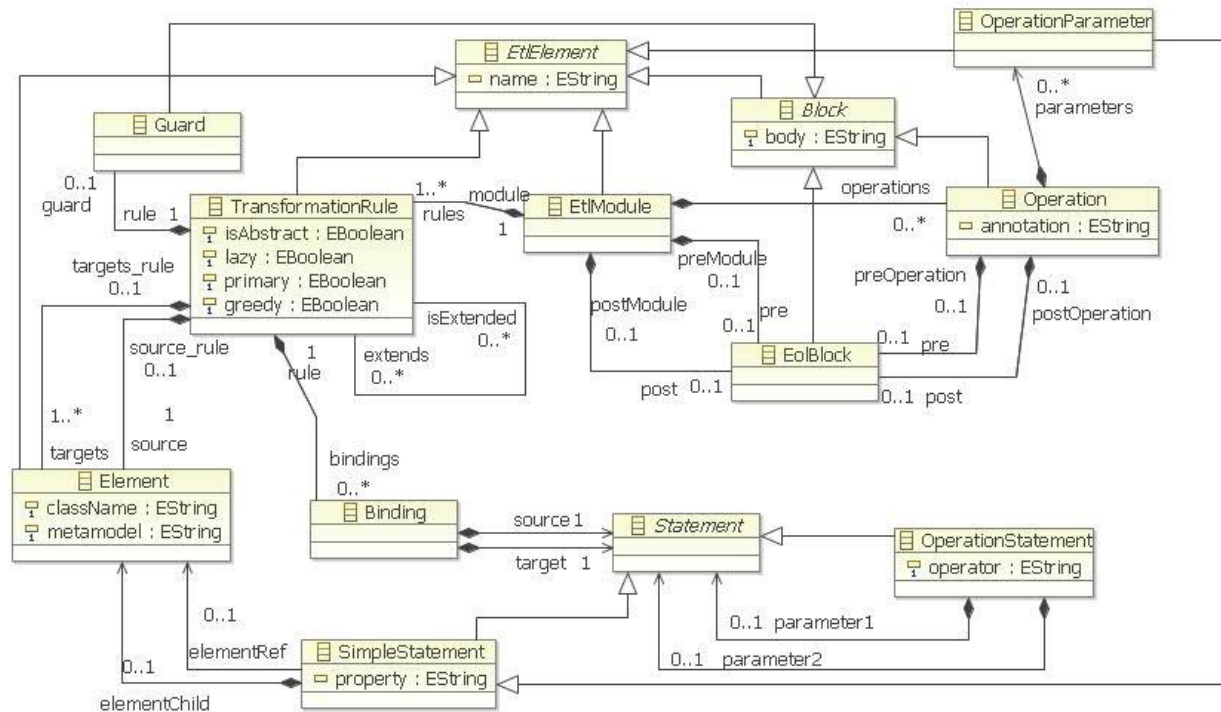 OperationParameter
EtlElement
name : EString
0..*
parameters
Block
body : EString
Guard
0..1
guard
rule 1
TransformationRule
isAbstract : EBoolean
lazy : EBoolean
primary : EBoolean
greedy : EBoolean
1..*
rules
module
1
EtlModule
operations
0..*
Operation
annotation : EString
targets_rule
0..1
preModule
0..1
preOperation
0..1
0..1
postOperation
postModule
0..1
pre
0..1
isExtended
0..*
extends
0..*
source_rule
0..1
1
rule
EolBlock
0..1
pre
post 0..1
0..1 post
1..*
targets
1
source
bindings
0..*
Element
className : EString
metamodel : EString
Binding
source 1
target 1
Statement
OperationStatement
operator : EString
0..1
elementRef
0..1
elementChild
0..1 parameter1
0..1 parameter2
SimpleStatement
property : EString